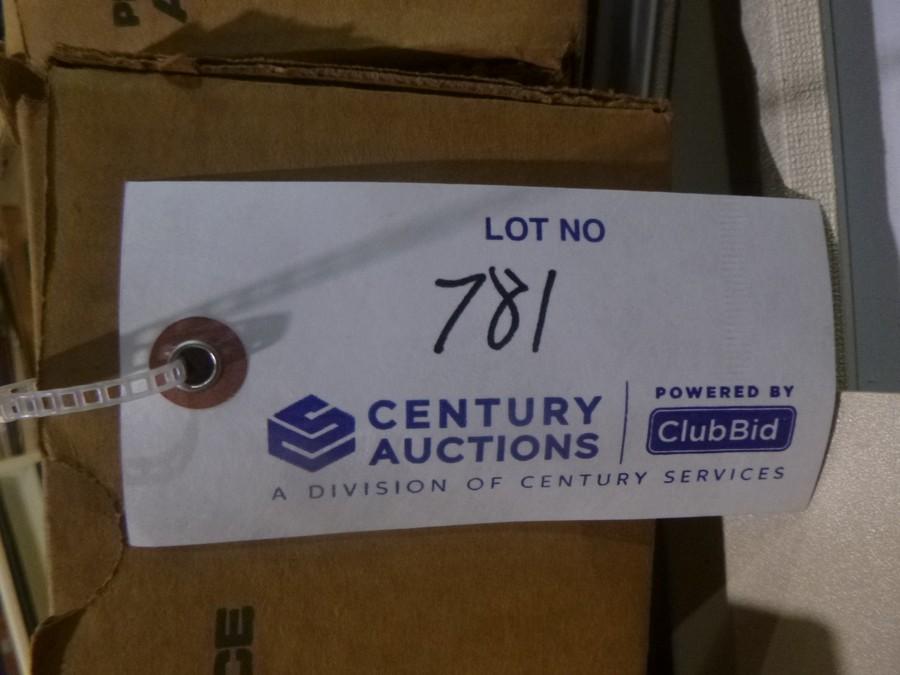 LOT NO
781
CENTURY
AUCTIONS
POWERED BY
ClubBid
A DIVISION OF CENTURY SERVICES